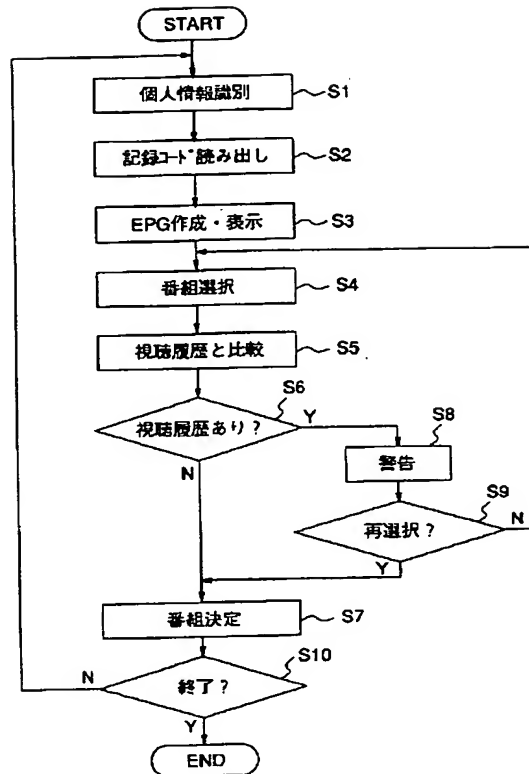 START
個人情報識別
S1
記録コード読み出し
S2
EPG作成・表示
S3
番組選択
S4
視聴履歴と比較
S5
S6
視聴履歴あり？
Y
N
S8
警告
S9
再選択？
N
Y
番組決定
S7
S10
N
終了？
Y
END